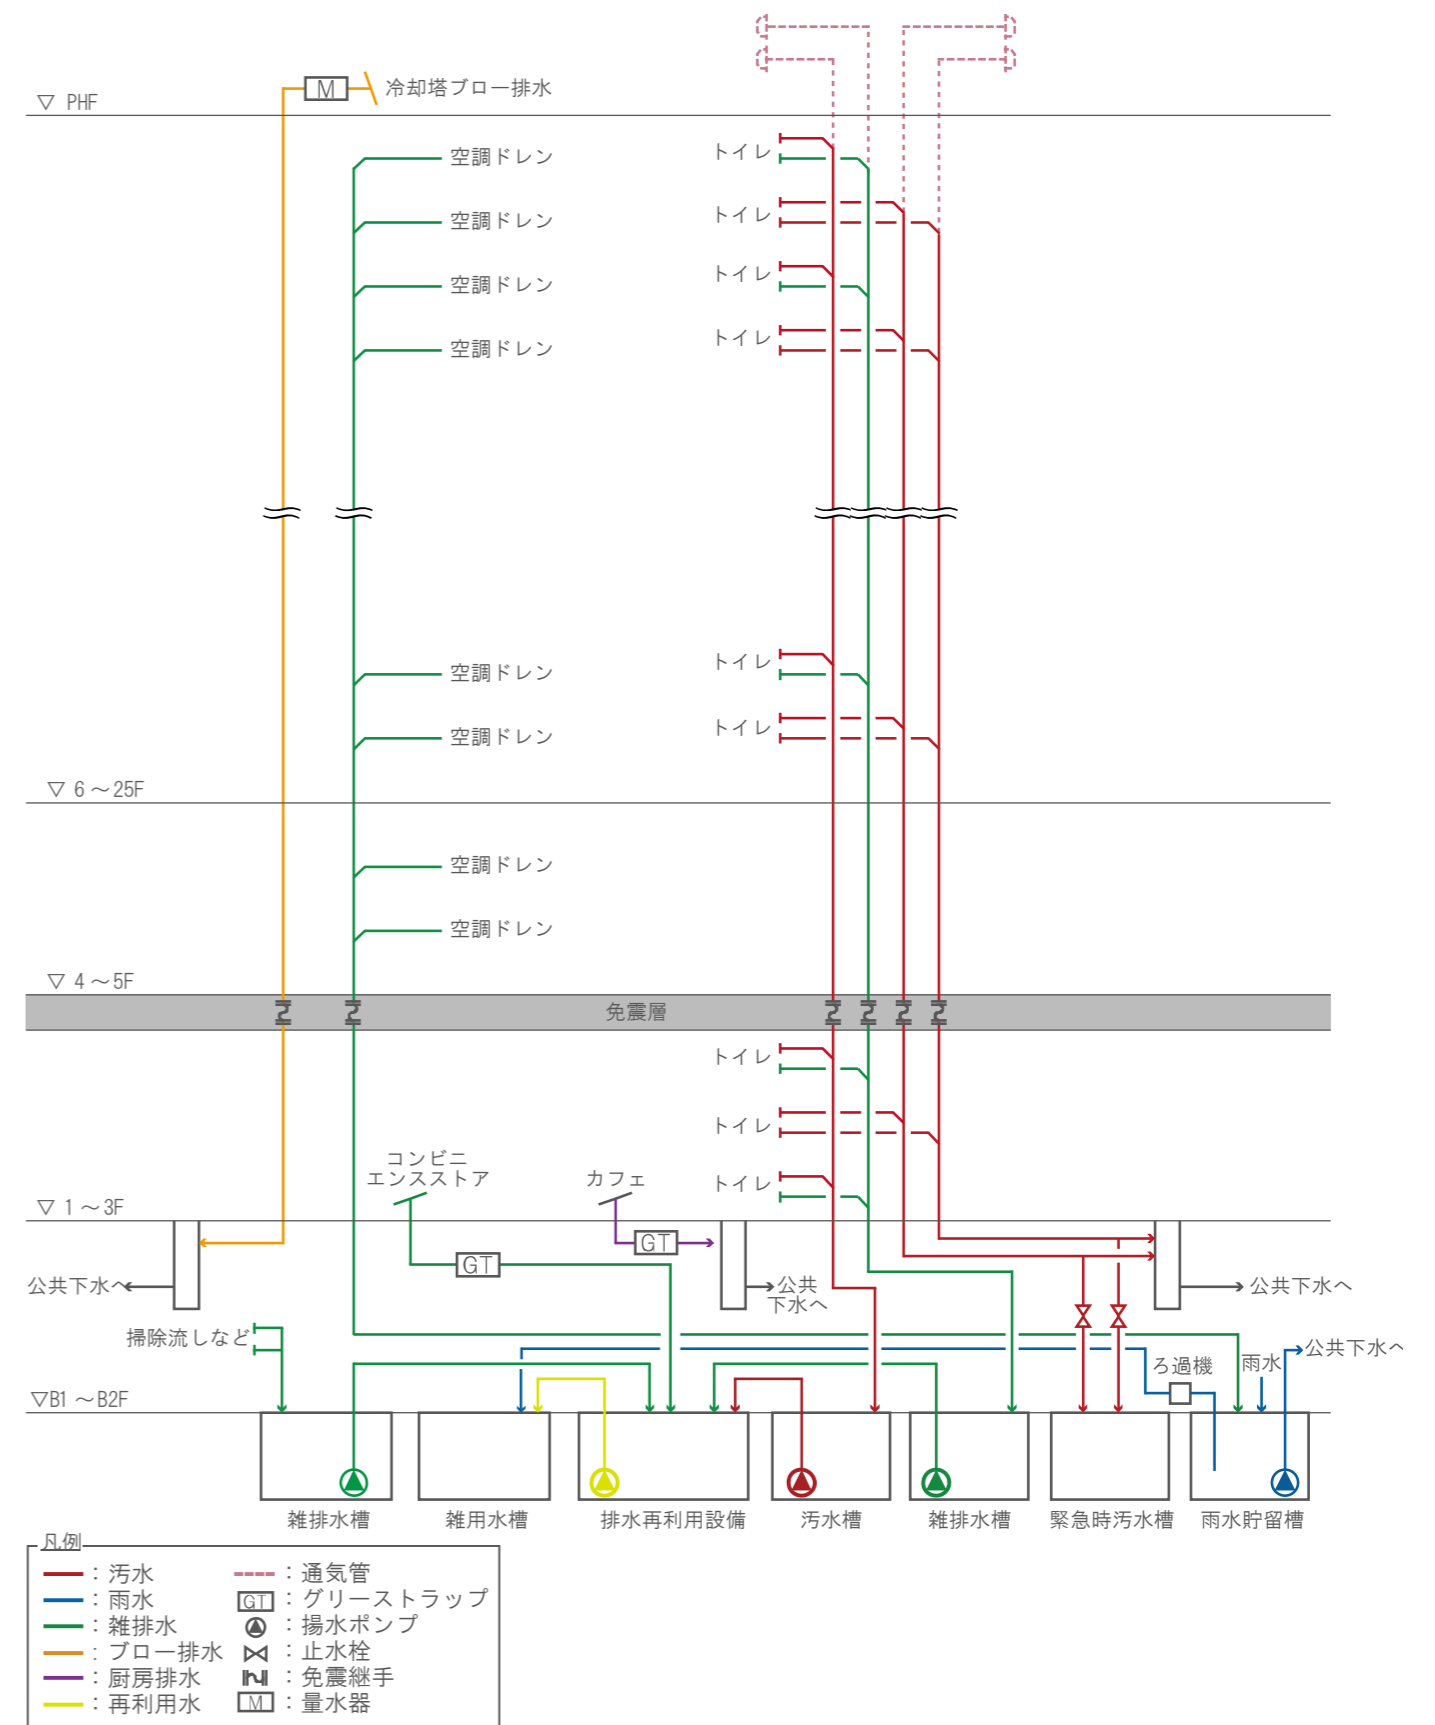 ▽ PHF
M
冷却塔ブロー排水
空調ドレン
トイレ
空調ドレン
トイレ
空調ドレン
トイレ
空調ドレン
トイレ
空調ドレン
トイレ
空調ドレン
トイレ
▽ 6～25F
空調ドレン
空調ドレン
▽ 4～5F
免震層
トイレ
トイレ
コンビニ
エンスストア
カフェ
トイレ
▽ 1～3F
GT
GT
公共下水へ
公共
下水へ
公共下水へ
掃除流しなど
ろ過機
雨水
公共下水へ
▽B1～B2F
雑排水槽
雑用水槽
排水再利用設備
汚水槽
雑排水槽
緊急時汚水槽
雨水貯留槽
凡例
：汚水
：雨水
：雑排水
：ブロー排水
：厨房排水
：再利用水
：通気管
GT：グリーストラップ
：揚水ポンプ
：止水栓
：免震継手
M：量水器